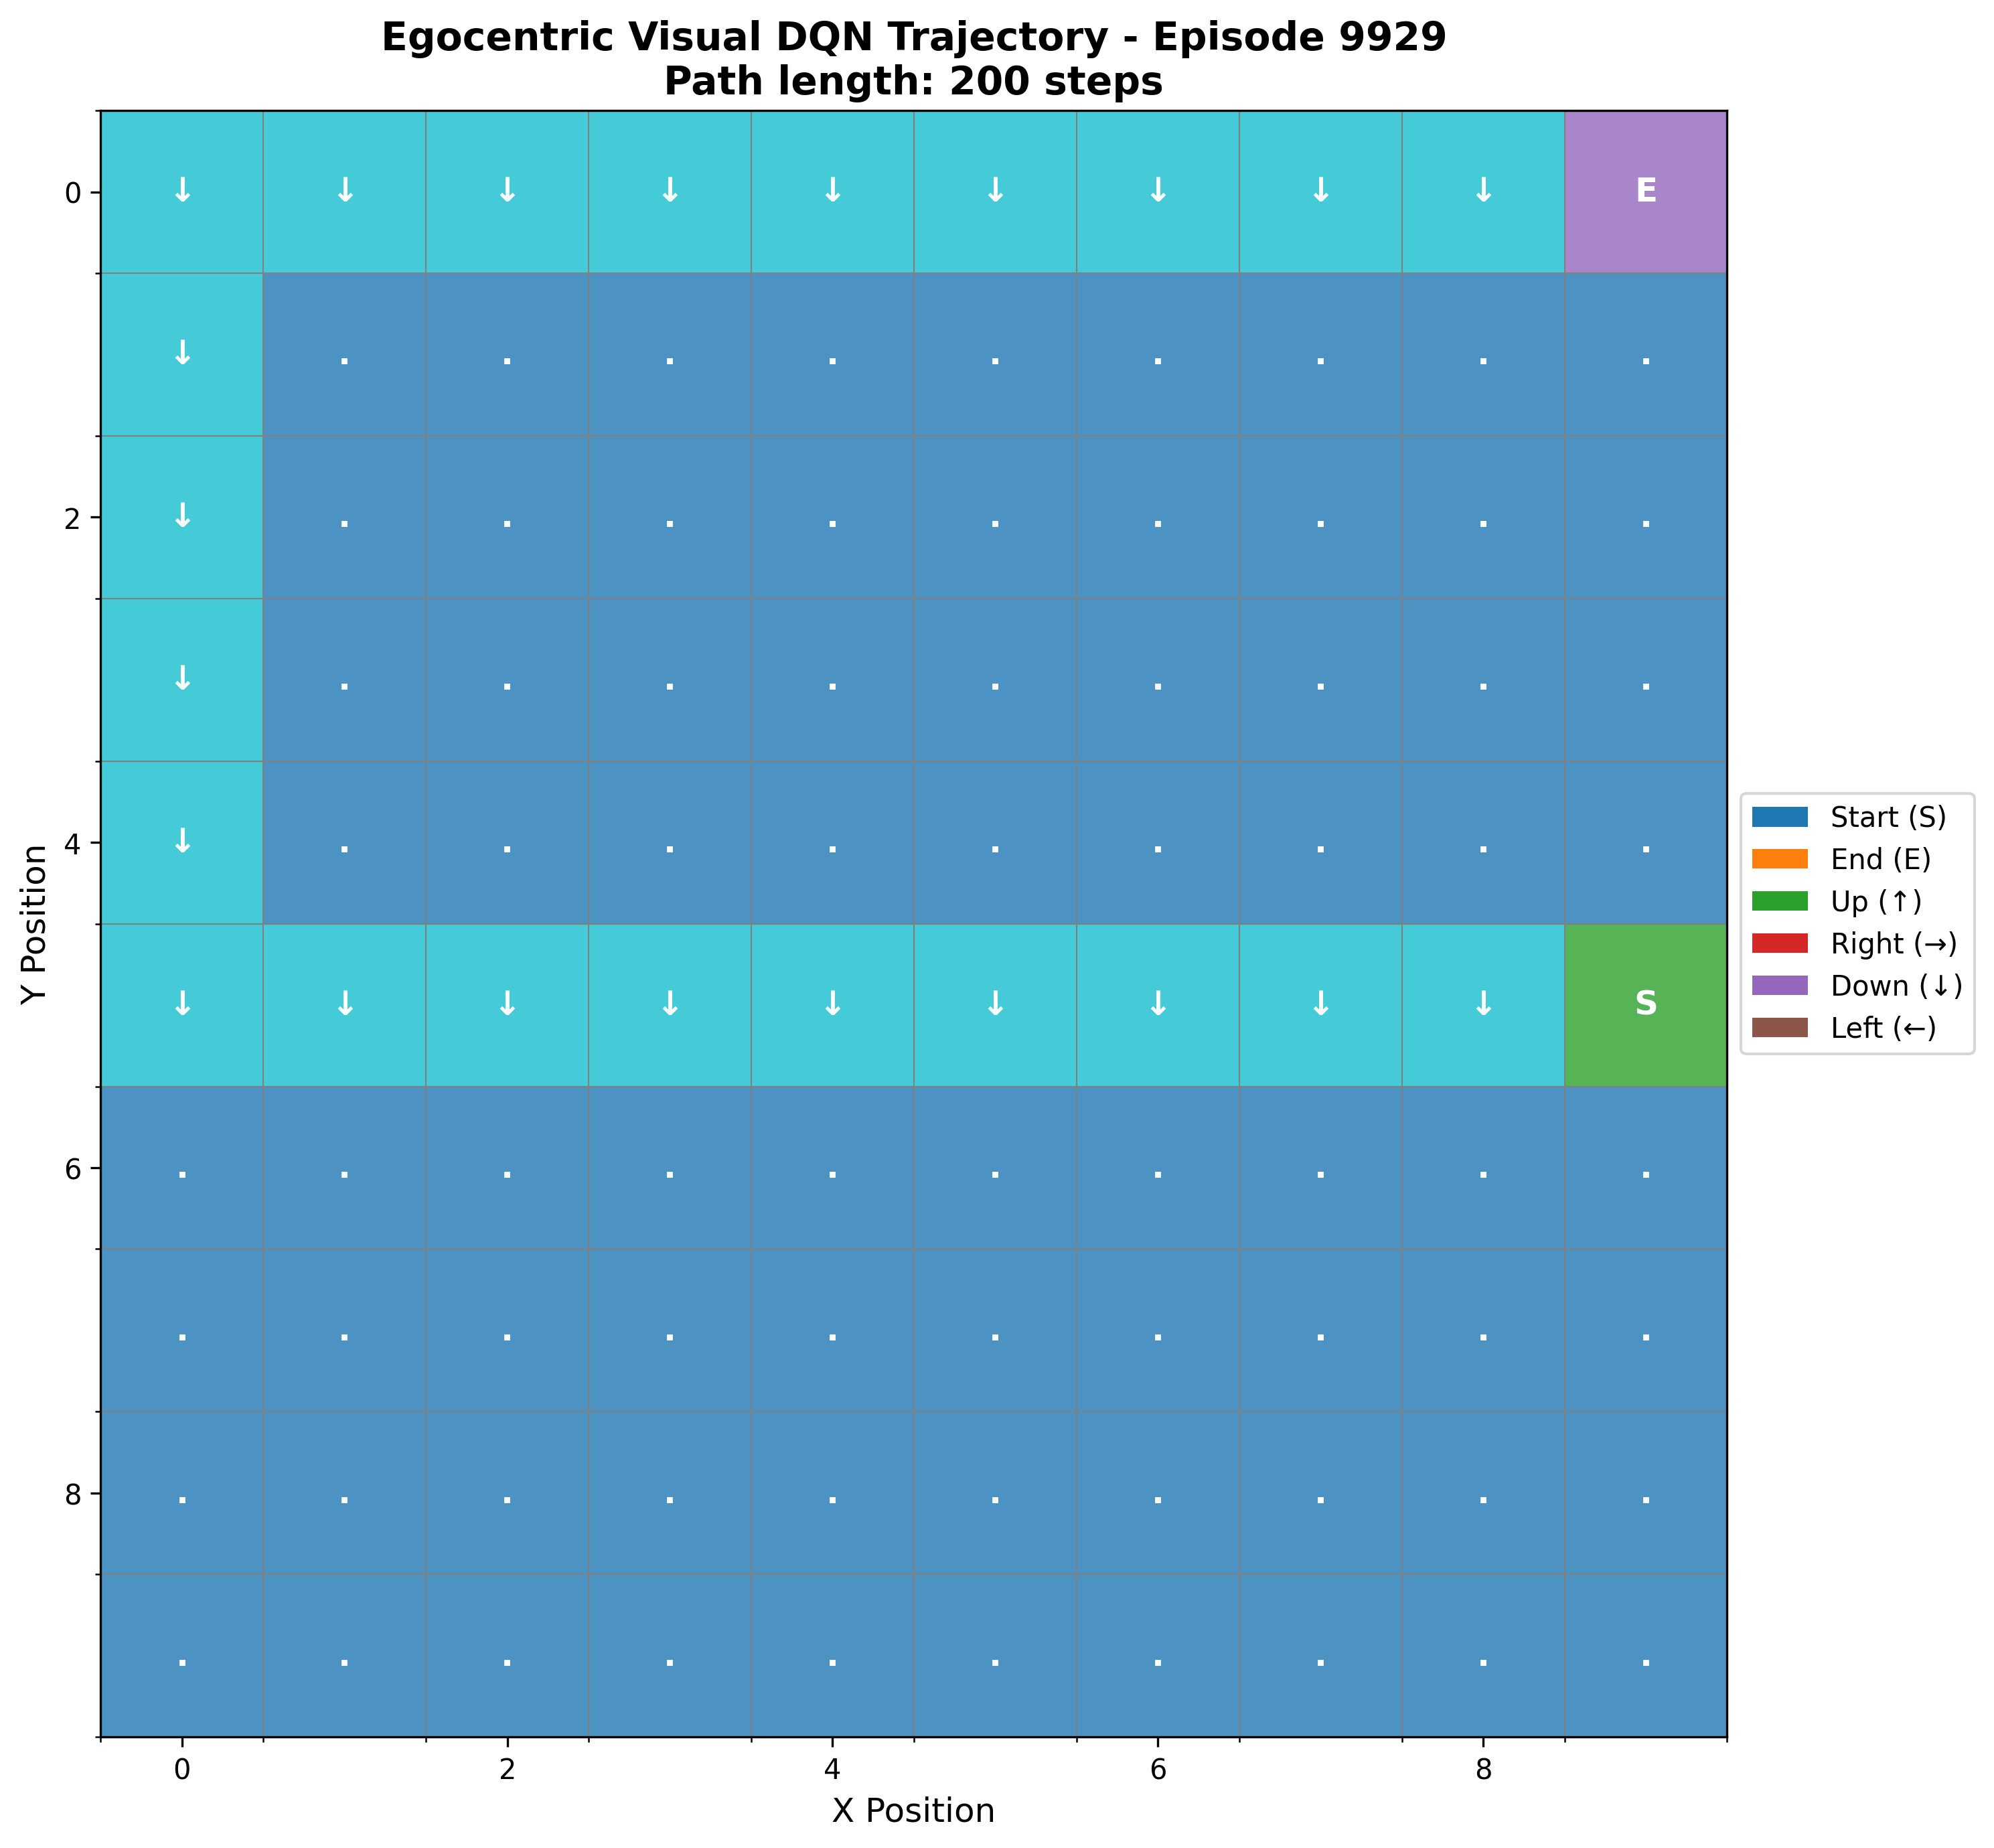 Egocentric Visual DQN Trajectory - Episode 9929
Path length: 200 steps
0 ↓ ↓ ↓ ↓ ↓ ↓ ↓ ↓ ↓ E
↓ . . . . . . . . .
2 ↓ . . . . . . . . .
↓ . . . . . . . . .
4 ↓ . . . . . . . . .
↓ ↓ ↓ ↓ ↓ ↓ ↓ ↓ ↓ S
6 . . . . . . . . . .
. . . . . . . . . .
8 . . . . . . . . . .
. . . . . . . . . .
0 2 4 6 8
X Position
Y Position
Start (S)
End (E)
Up (↑)
Right (→)
Down (↓)
Left (←)